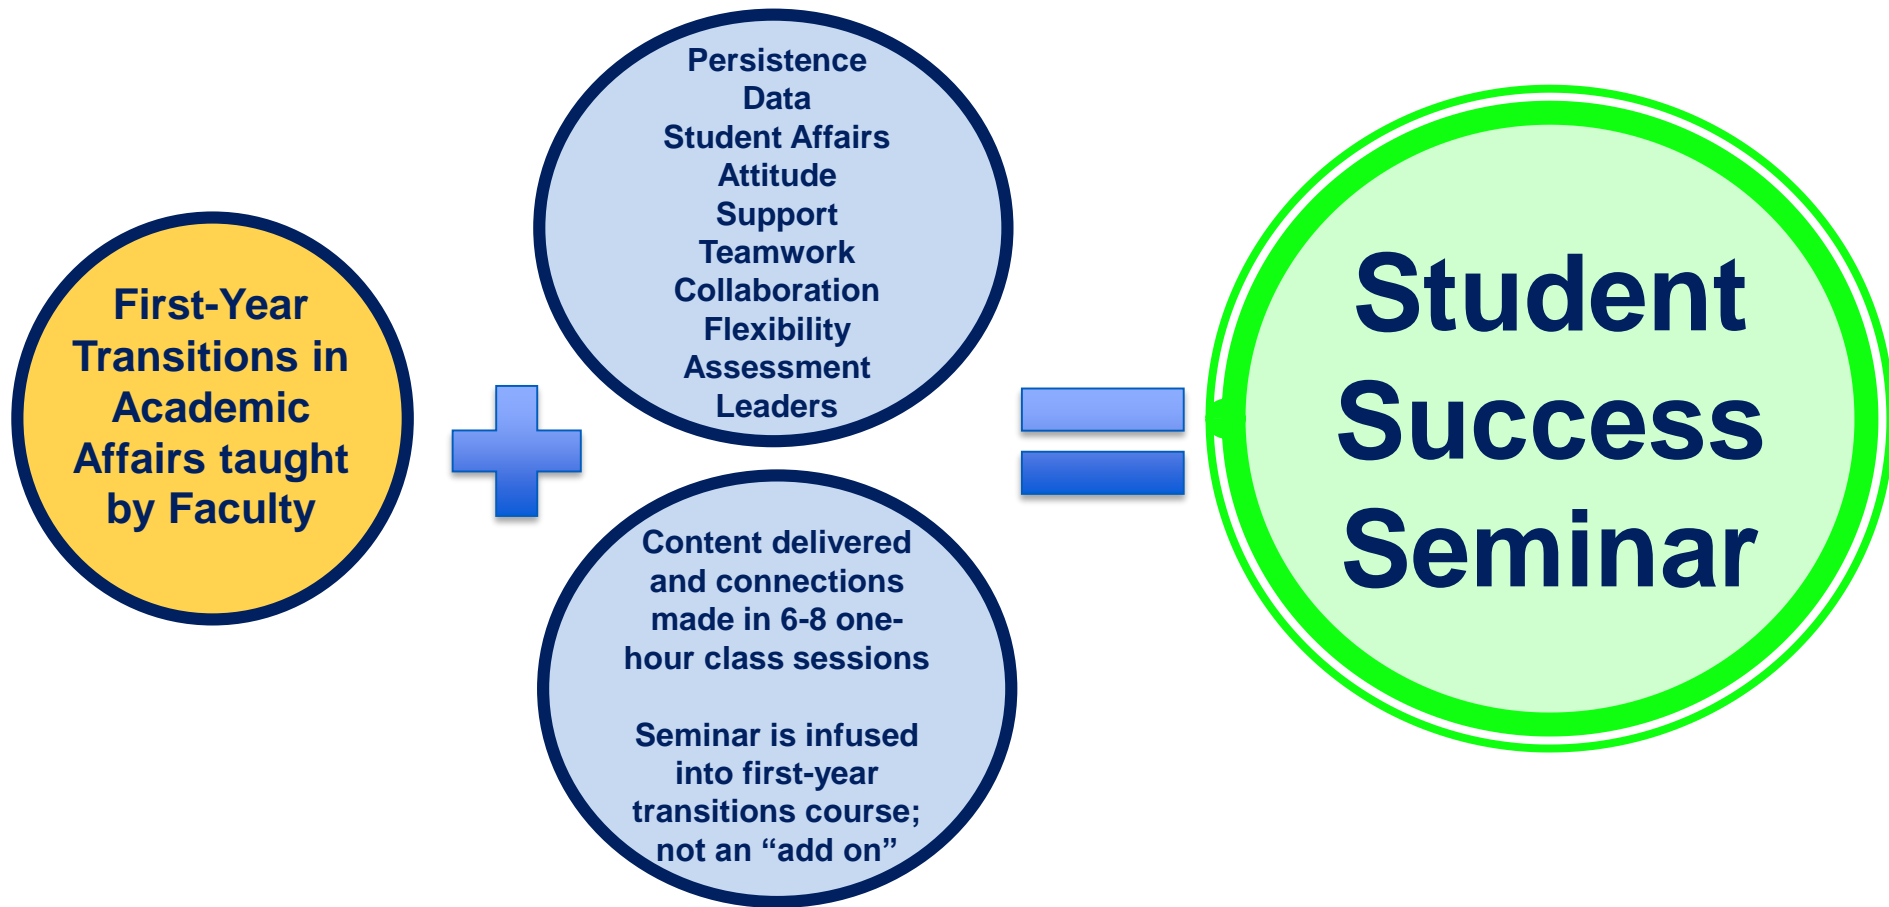 First-Year
Transitions in
Academic
Affairs taught
by Faculty
Persistence
Data
Student Affairs
Attitude
Support
Teamwork
Collaboration
Flexibility
Assessment
Leaders
Content delivered
and connections
made in 6-8 one-
hour class sessions
Seminar is infused
into first-year
transitions course;
not an “add on”
Student
Success
Seminar